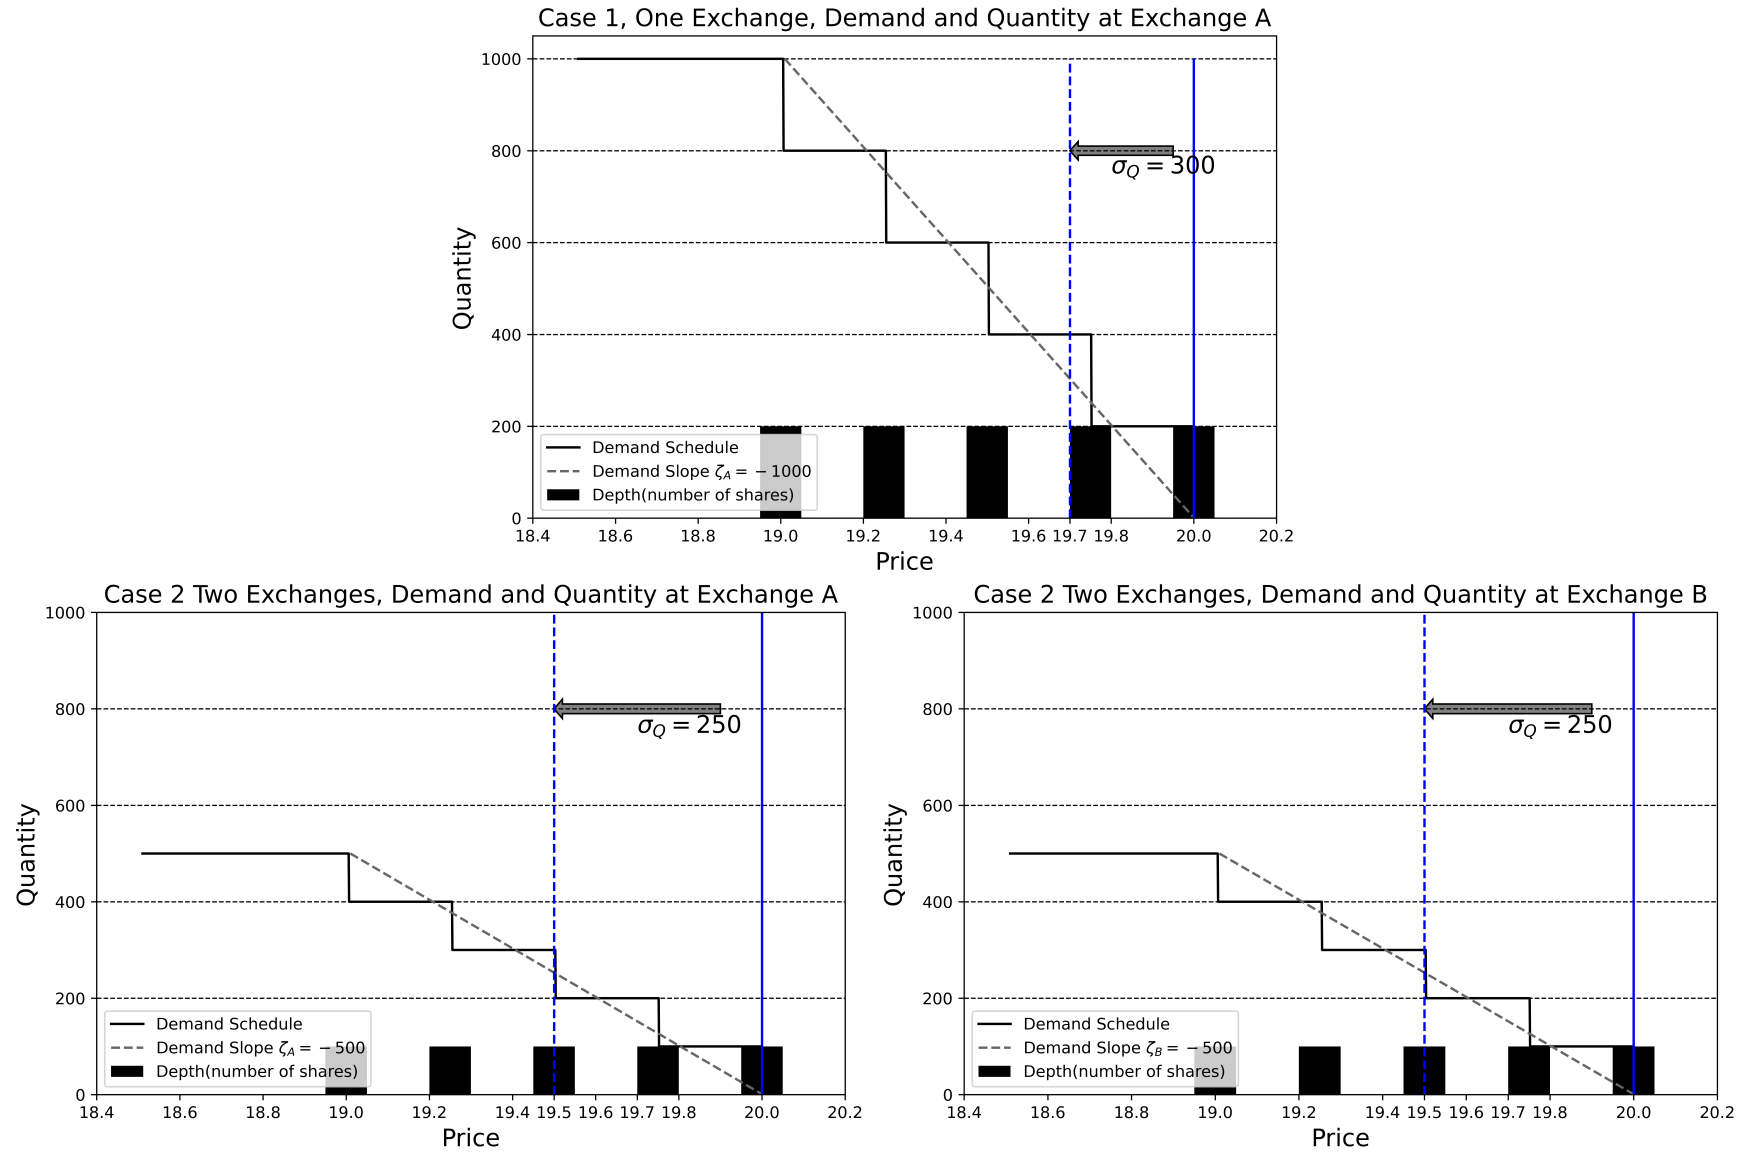 Case 1, One Exchange, Demand and Quantity at Exchange A
Quantity
1000
800
600
400
200
0
σ_Q = 300
Demand Schedule
Demand Slope ζ_A = −1000
Depth(number of shares)
18.4 18.6 18.8 19.0 19.2 19.4 19.6 19.7 19.8 20.0 20.2
Price
Case 2 Two Exchanges, Demand and Quantity at Exchange A
Quantity
1000
800
600
400
200
0
σ_Q = 250
Demand Schedule
Demand Slope ζ_A = −500
Depth(number of shares)
18.4 18.6 18.8 19.0 19.2 19.4 19.5 19.6 19.7 19.8 20.0 20.2
Price
Case 2 Two Exchanges, Demand and Quantity at Exchange B
Quantity
1000
800
600
400
200
0
σ_Q = 250
Demand Schedule
Demand Slope ζ_B = −500
Depth(number of shares)
18.4 18.6 18.8 19.0 19.2 19.4 19.5 19.6 19.7 19.8 20.0 20.2
Price